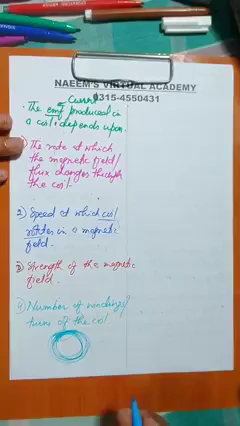 NAEEM'S VIRTUAL ACADEMY
0315-4550431
Current
The emf produced in
a coil depends upon.
1) The rate at which
the magnetic field/
flux changes through
the coil.
2) Speed at which coil
rotates in a magnetic
field.
3) Strength of the magnetic
field.
4) Number of windings/
turns of the coil